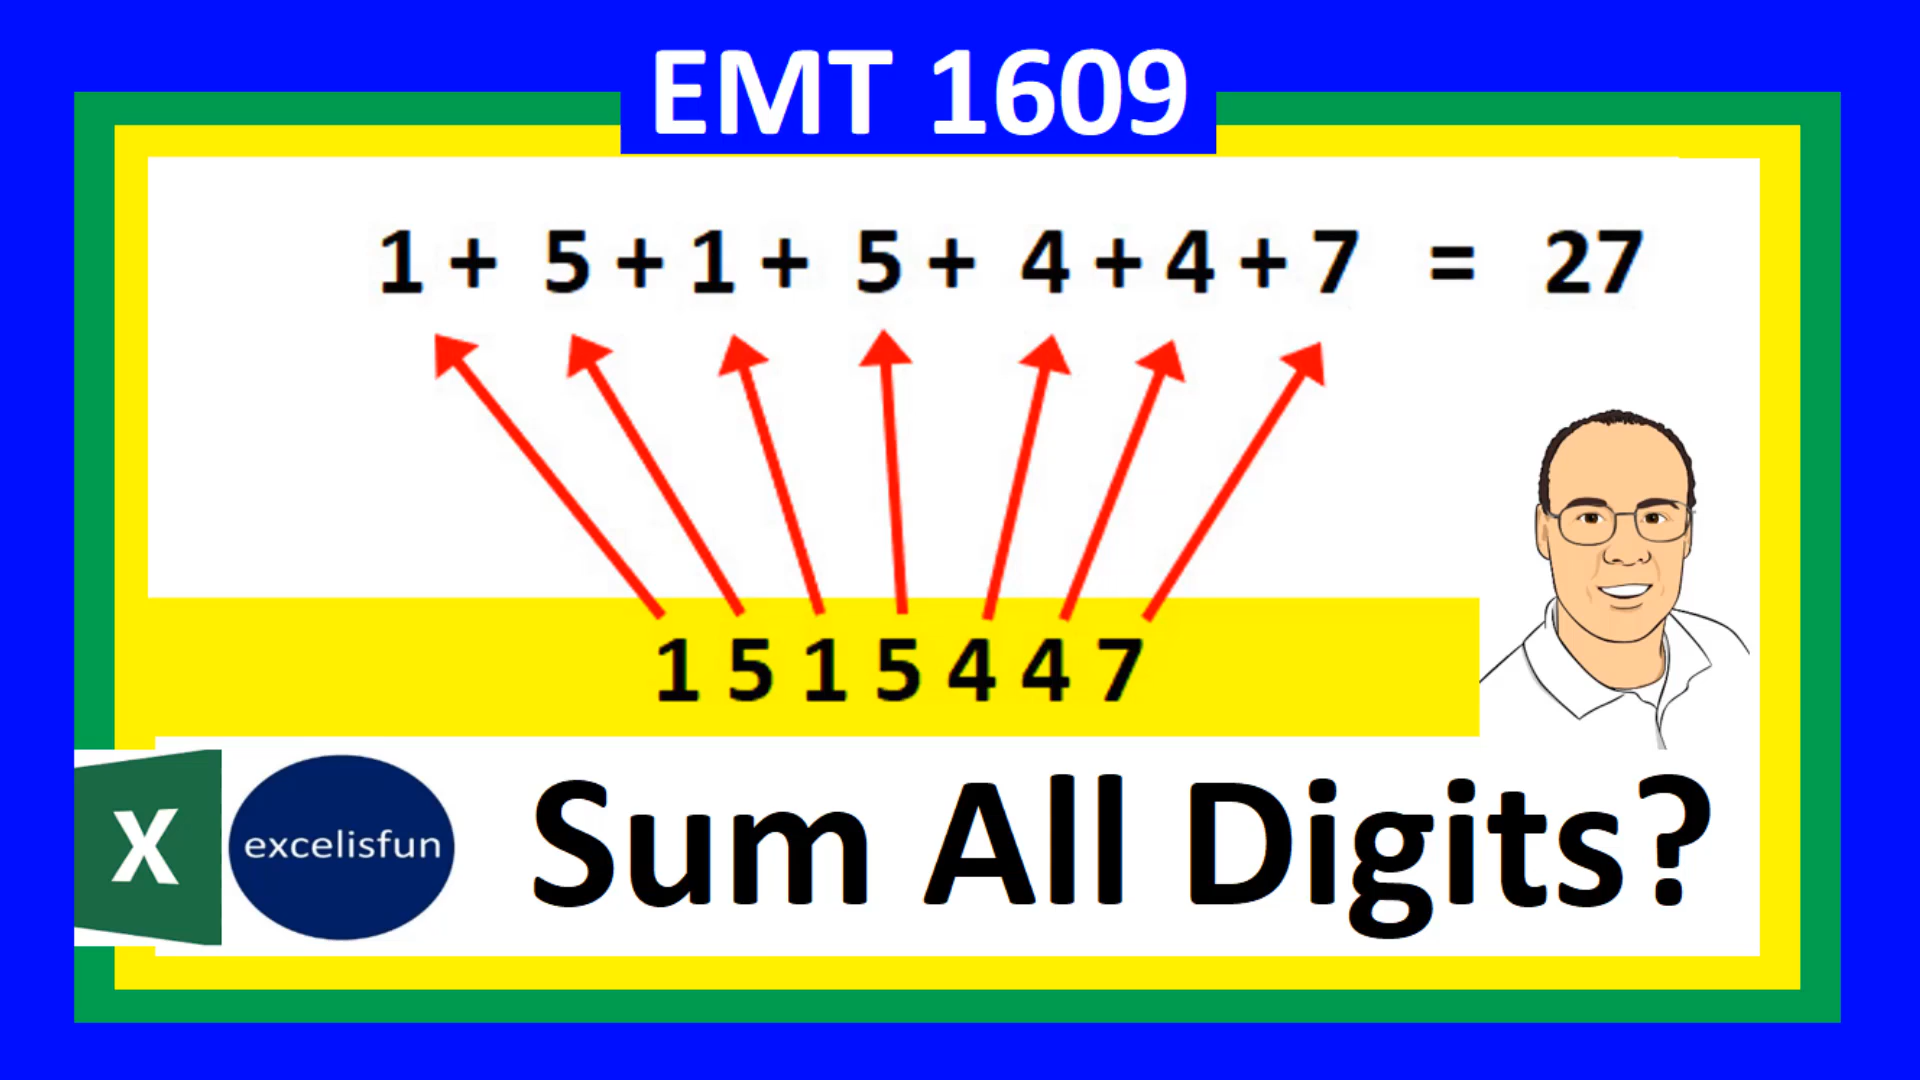 EMT 1609
1 + 5 + 1 + 5 + 4 + 4 + 7 = 27
1 5 1 5 4 4 7
X
excelisfun
Sum All Digits?